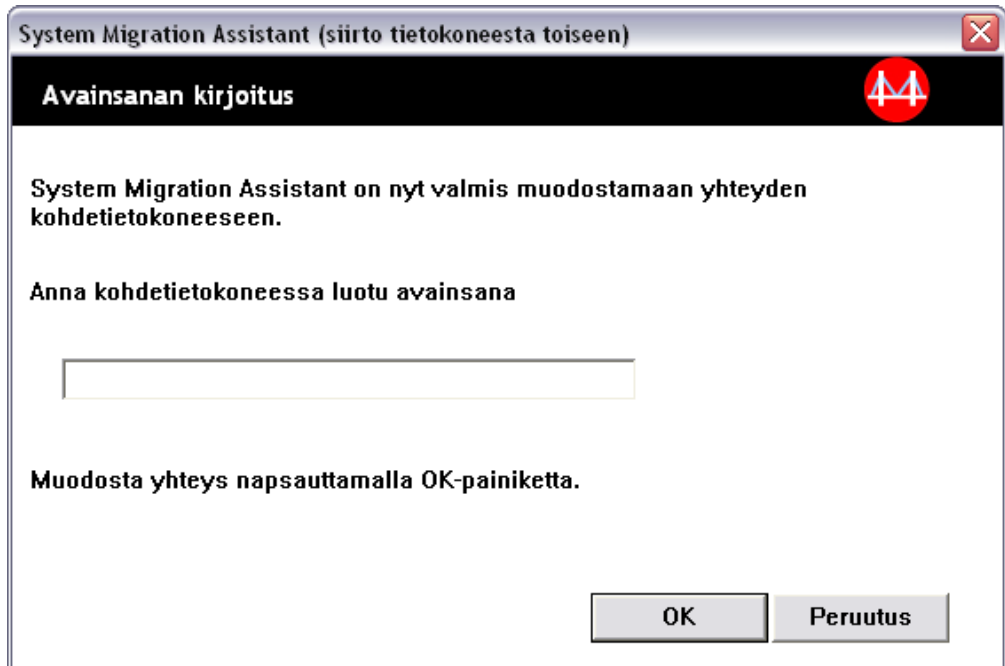 System Migration Assistant (siirto tietokoneesta toiseen)
Avainsanan kirjoitus
System Migration Assistant on nyt valmis muodostamaan yhteyden
kohdetietokoneeseen.
Anna kohdetietokoneessa luotu avainsana
Muodosta yhteys napsauttamalla OK-painiketta.
OK Peruutus